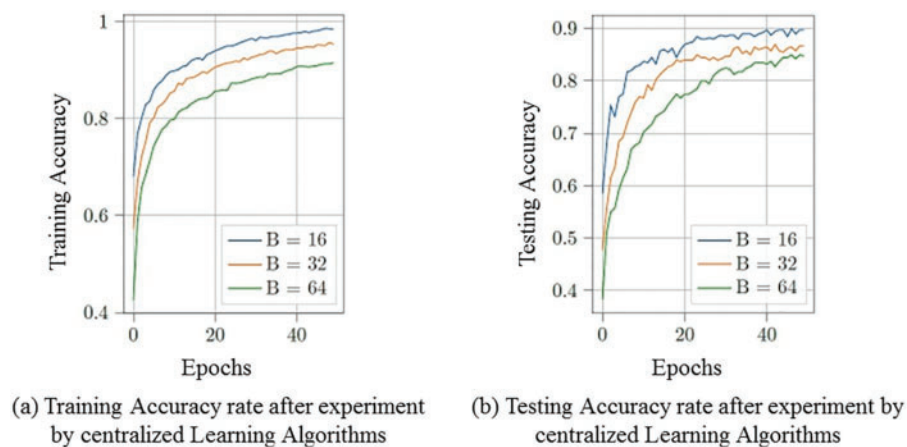 1
0.8
0.6
0.4
0
20
40
Training Accuracy
Epochs
B = 16
B = 32
B = 64
(a) Training Accuracy rate after experiment
by centralized Learning Algorithms
0.9
0.8
0.7
0.6
0.5
0.4
0
20
40
Testing Accuracy
Epochs
B = 16
B = 32
B = 64
(b) Testing Accuracy rate after experiment by
centralized Learning Algorithms